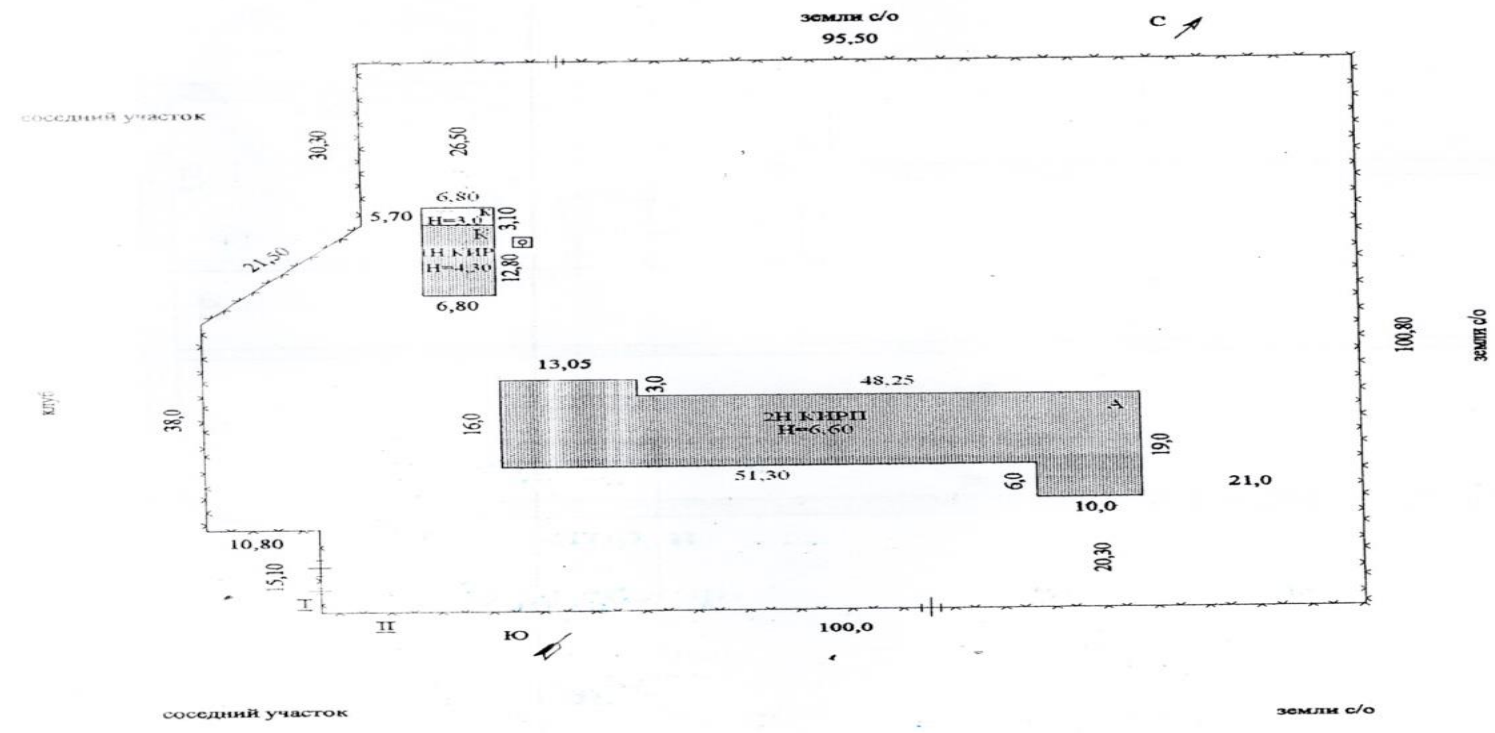 земли с/о
95,50
С
соседний участок
30,30
26,50
6,80
5,70
К
H=3,0
3,10
К
КИР
H=4,30
12,80
6,80
21,50
клуб
38,0
13,05
3,0
48,25
16,0
2Н КИРП
H=6,60
А
19,0
51,30
6,0
10,0
21,0
100,80
земли с/о
10,80
15,10
20,30
I
II
Ю
100,0
соседний участок
земли с/о